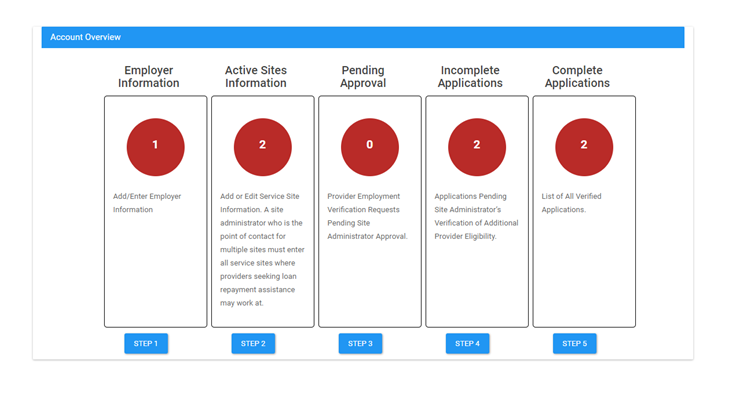 Account Overview
Employer
Information
1
Add/Enter Employer
Information
STEP 1
Active Sites
Information
2
Add or Edit Service Site
Information. A site
administrator who is the
point of contact for
multiple sites must enter
all service sites where
providers seeking loan
repayment assistance
may work at.
STEP 2
Pending
Approval
0
Provider Employment
Verification Requests
Pending Site
Administrator Approval.
STEP 3
Incomplete
Applications
2
Applications Pending
Site Administrator's
Verification of Additional
Provider Eligibility.
STEP 4
Complete
Applications
2
List of All Verified
Applications.
STEP 5